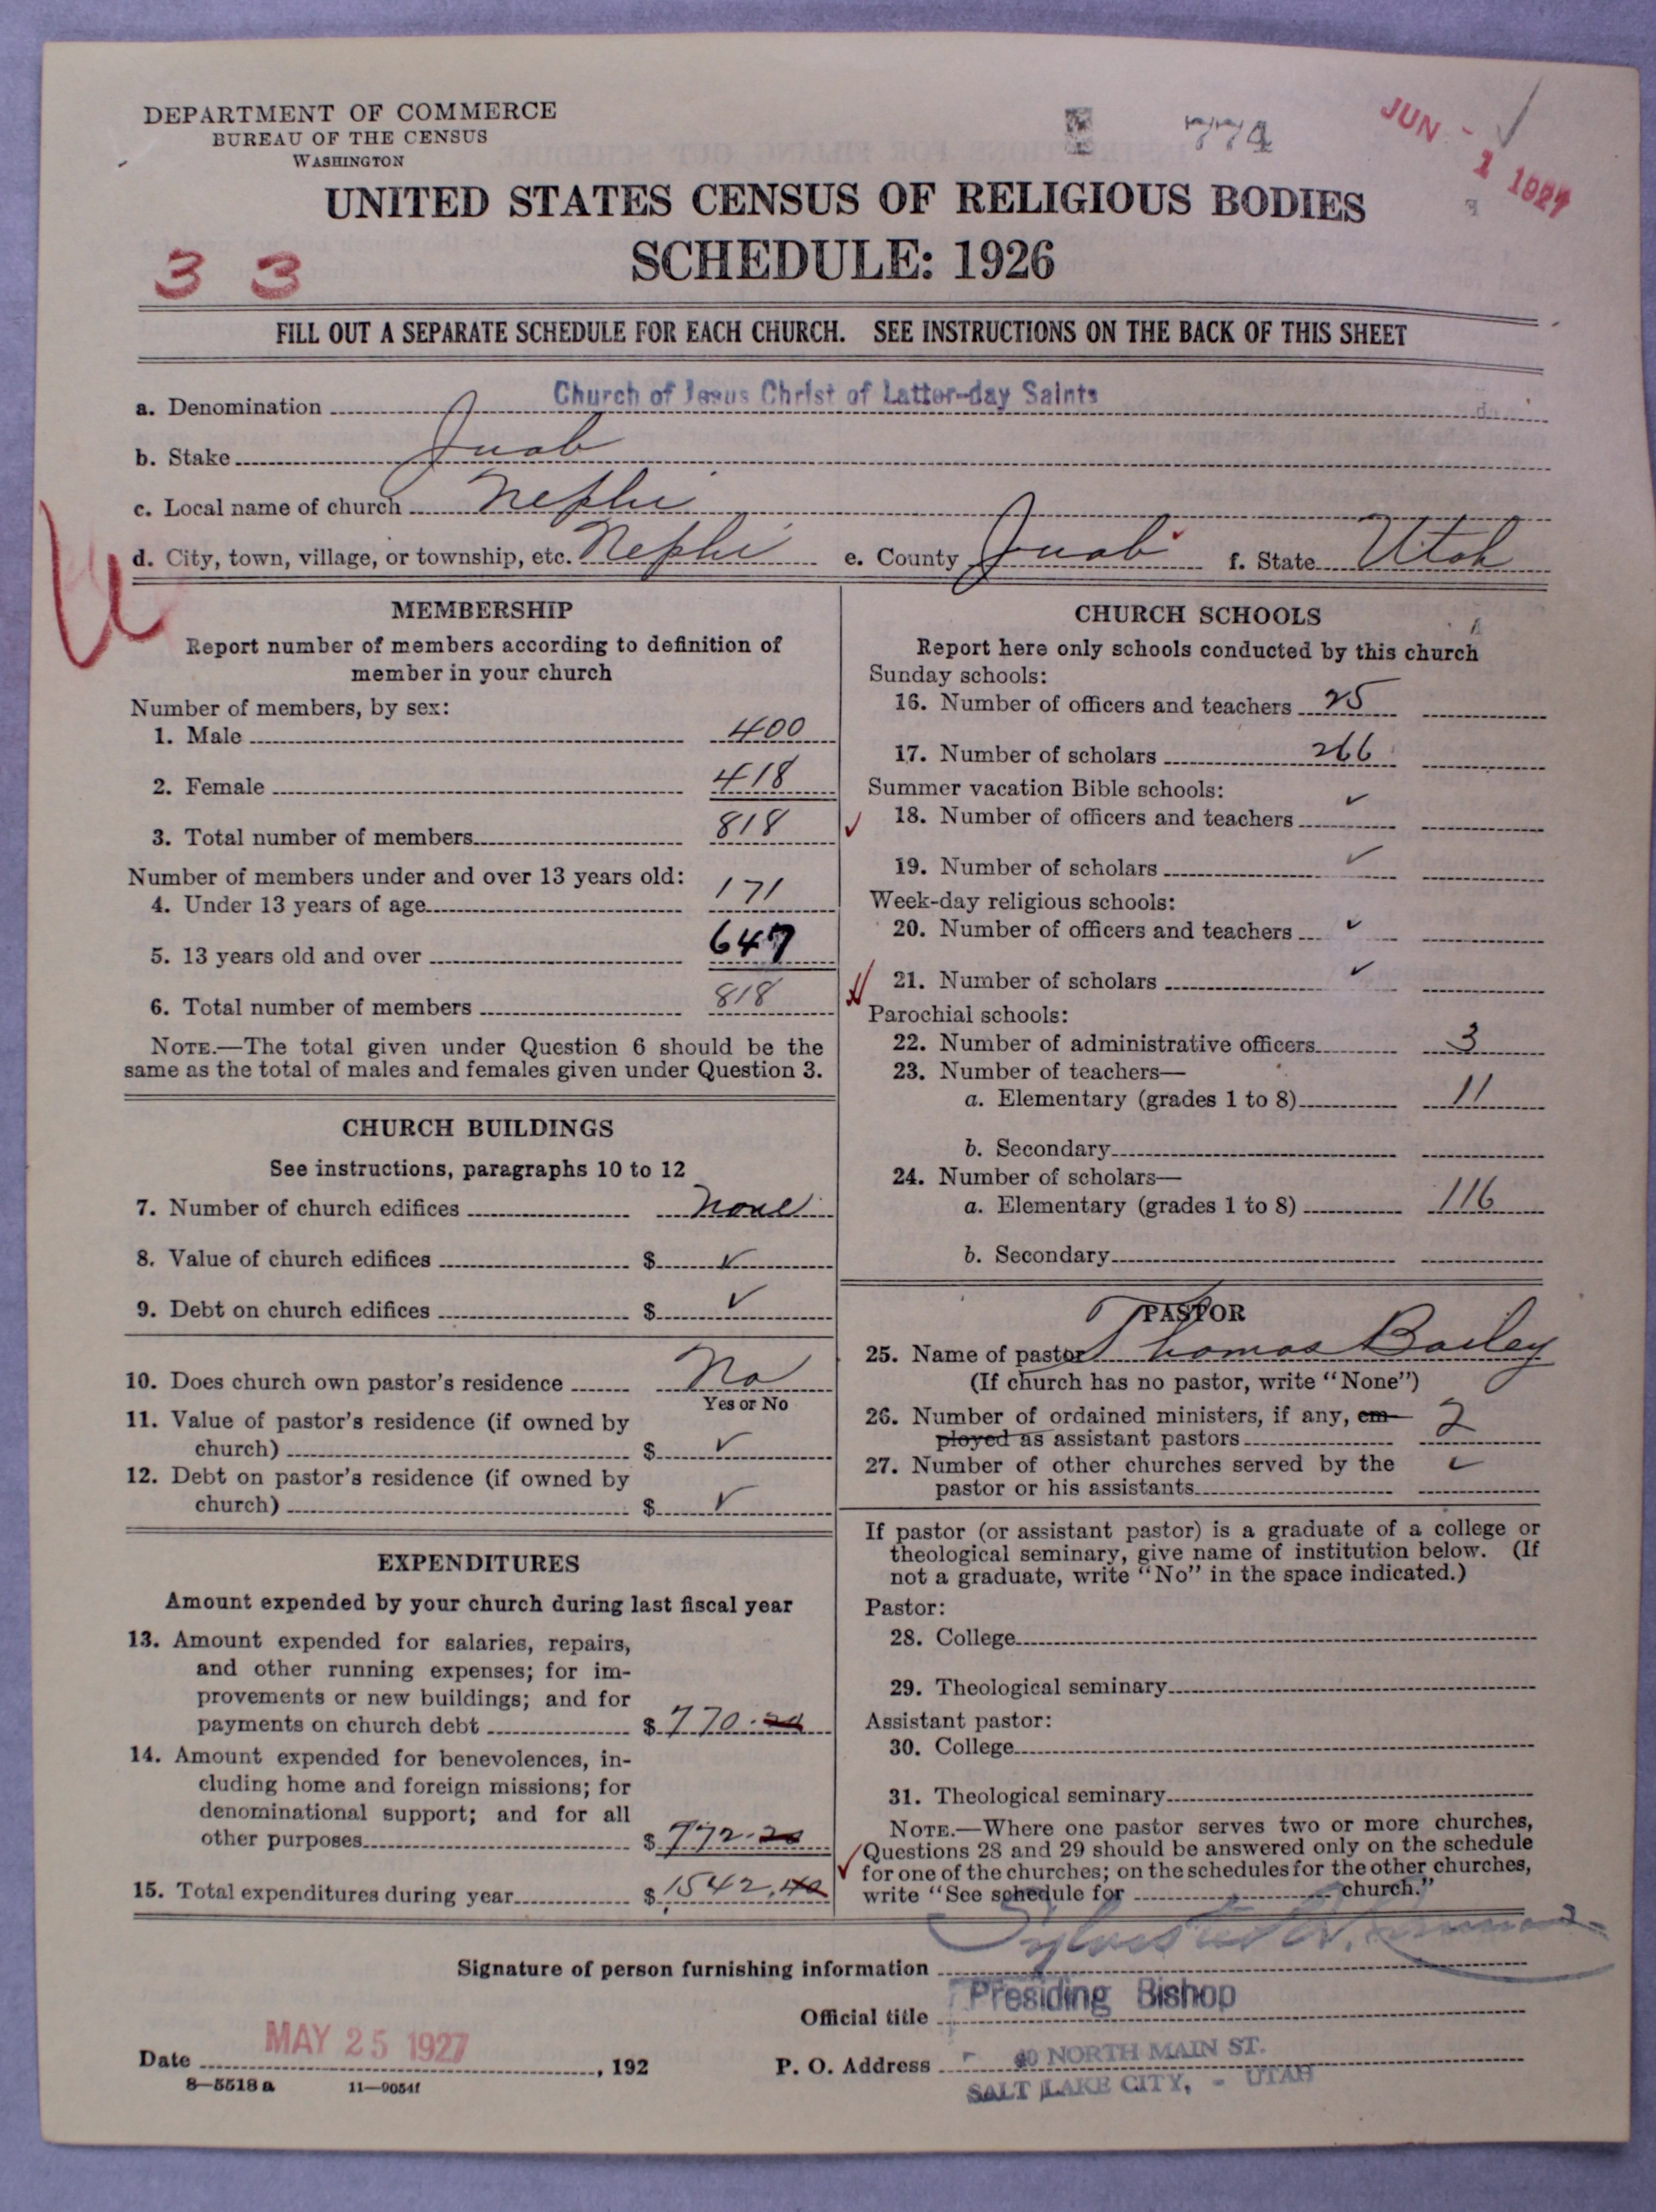 DEPARTMENT OF COMMERCE
BUREAU OF THE CENSUS
WASHINGTON
774
JUN - 1 1927
UNITED STATES CENSUS OF RELIGIOUS BODIES
SCHEDULE: 1926
3 3
FILL OUT A SEPARATE SCHEDULE FOR EACH CHURCH. SEE INSTRUCTIONS ON THE BACK OF THIS SHEET
a. Denomination Church of Jesus Christ of Latter-day Saints
b. Stake Juab
c. Local name of church Nephi
d. City, town, village, or township, etc. Nephi e. County Juab f. State Utah
MEMBERSHIP
Report number of members according to definition of
member in your church
Number of members, by sex:
1. Male 400
2. Female 418
3. Total number of members 818
Number of members under and over 13 years old:
4. Under 13 years of age 171
5. 13 years old and over 647
6. Total number of members 818
NOTE.—The total given under Question 6 should be the
same as the total of males and females given under Question 3.
CHURCH BUILDINGS
See instructions, paragraphs 10 to 12
7. Number of church edifices none
8. Value of church edifices $ ✓
9. Debt on church edifices $ ✓
10. Does church own pastor's residence No
Yes or No
11. Value of pastor's residence (if owned by
church) $ ✓
12. Debt on pastor's residence (if owned by
church) $ ✓
EXPENDITURES
Amount expended by your church during last fiscal year
13. Amount expended for salaries, repairs,
and other running expenses; for im-
provements or new buildings; and for
payments on church debt $ 770.20
14. Amount expended for benevolences, in-
cluding home and foreign missions; for
denominational support; and for all
other purposes $ 772.20
15. Total expenditures during year $ 1542.40
CHURCH SCHOOLS
Report here only schools conducted by this church
Sunday schools:
16. Number of officers and teachers 25
17. Number of scholars 266
Summer vacation Bible schools:
18. Number of officers and teachers ✓
19. Number of scholars ✓
Week-day religious schools:
20. Number of officers and teachers ✓
21. Number of scholars ✓
Parochial schools:
22. Number of administrative officers 3
23. Number of teachers—
a. Elementary (grades 1 to 8) 11
b. Secondary
24. Number of scholars—
a. Elementary (grades 1 to 8) 116
b. Secondary
PASTOR
25. Name of pastor Thomas Bailey
(If church has no pastor, write "None")
26. Number of ordained ministers, if any, em-
ployed as assistant pastors 2
27. Number of other churches served by the
pastor or his assistants ✓
If pastor (or assistant pastor) is a graduate of a college or
theological seminary, give name of institution below. (If
not a graduate, write "No" in the space indicated.)
Pastor:
28. College
29. Theological seminary
Assistant pastor:
30. College
31. Theological seminary
NOTE.—Where one pastor serves two or more churches,
Questions 28 and 29 should be answered only on the schedule
for one of the churches; on the schedules for the other churches,
write "See schedule for church."
Signature of person furnishing information Sylvester Q. Cannon
Official title Presiding Bishop
Date MAY 25 1927, 192
P. O. Address 40 NORTH MAIN ST.
SALT LAKE CITY, - UTAH
8—5518 a 11—9054f